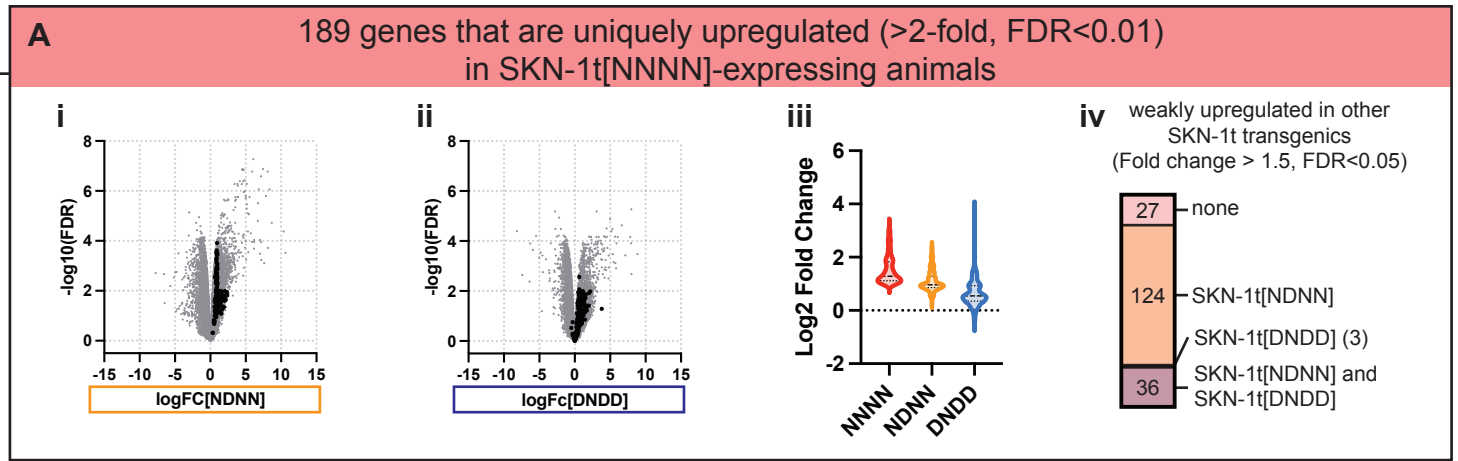 A
189 genes that are uniquely upregulated (>2-fold, FDR<0.01)
in SKN-1t[NNNN]-expressing animals
i
8
6
4
2
0
-log10(FDR)
-15 -10 -5 0 5 10 15
logFC[NDNN]
ii
8
6
4
2
0
-log10(FDR)
-15 -10 -5 0 5 10 15
logFc[DNDD]
iii
6
4
2
0
-2
Log2 Fold Change
NNNN
NDNN
DNDD
iv
weakly upregulated in other
SKN-1t transgenics
(Fold change > 1.5, FDR<0.05)
27
none
124
SKN-1t[NDNN]
SKN-1t[DNDD] (3)
36
SKN-1t[NDNN] and
SKN-1t[DNDD]